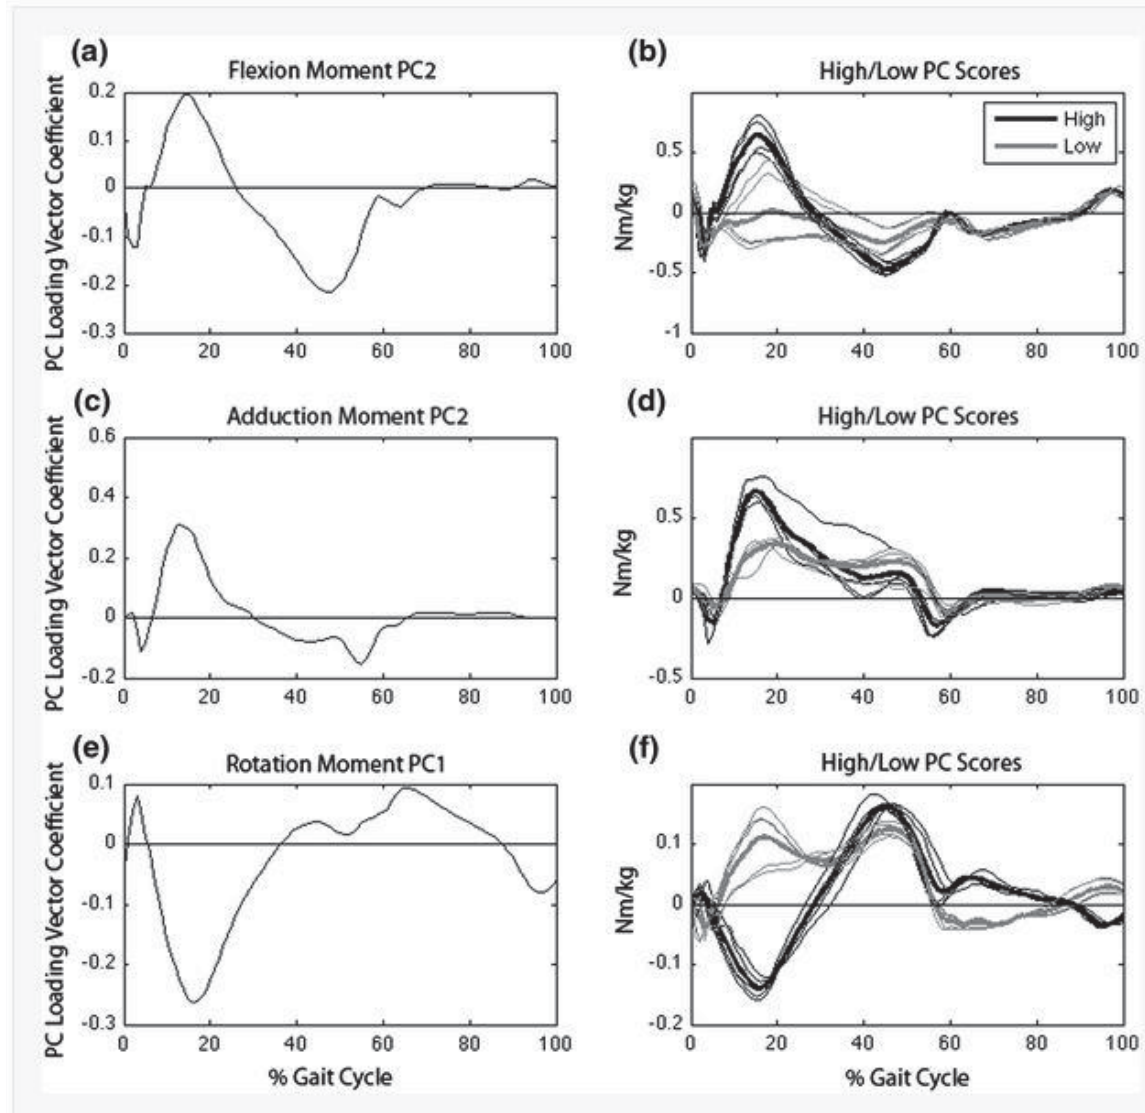 (a)
Flexion Moment PC2
PC Loading Vector Coefficient
0.2
0.1
0
-0.1
-0.2
-0.3
0 20 40 60 80 100
(b)
High/Low PC Scores
High
Low
Nm/kg
0.5
0
-0.5
-1
0 20 40 60 80 100
(c)
Adduction Moment PC2
PC Loading Vector Coefficient
0.6
0.4
0.2
0
-0.2
0 20 40 60 80 100
(d)
High/Low PC Scores
Nm/kg
0.5
0
-0.5
0 20 40 60 80 100
(e)
Rotation Moment PC1
PC Loading Vector Coefficient
0.1
0
-0.1
-0.2
-0.3
0 20 40 60 80 100
% Gait Cycle
(f)
High/Low PC Scores
Nm/kg
0.1
0
-0.1
-0.2
0 20 40 60 80 100
% Gait Cycle